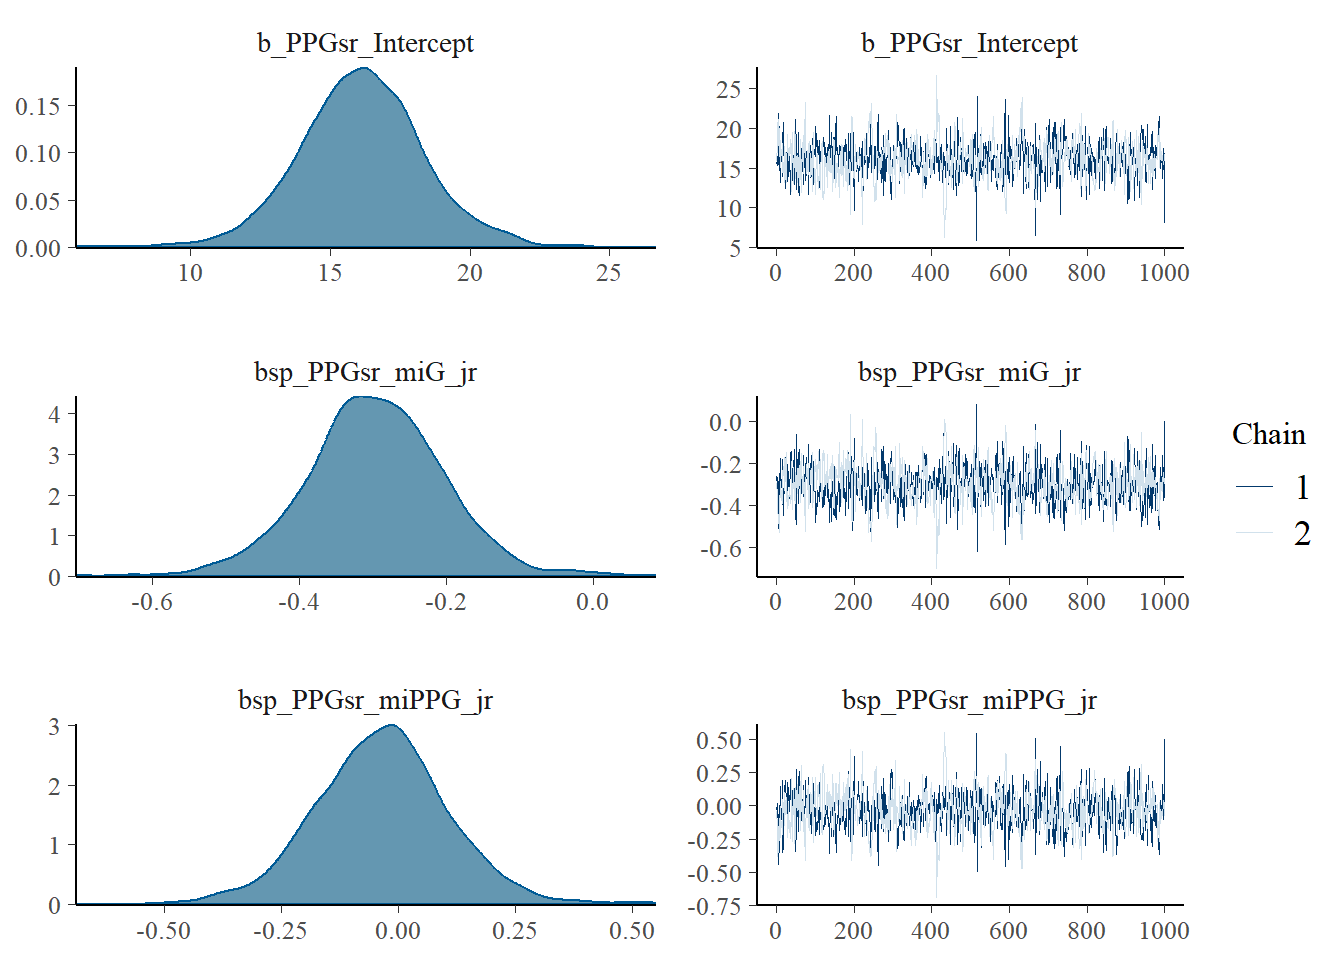 b_PPGsr_Intercept
0.15
0.10
0.05
0.00
10 15 20 25
b_PPGsr_Intercept
25
20
15
10
5
0 200 400 600 800 1000
bsp_PPGsr_miG_jr
4
3
2
1
0
-0.6 -0.4 -0.2 0.0
bsp_PPGsr_miG_jr
0.0
-0.2
-0.4
-0.6
0 200 400 600 800 1000
bsp_PPGsr_miPPG_jr
3
2
1
0
-0.50 -0.25 0.00 0.25 0.50
bsp_PPGsr_miPPG_jr
0.50
0.25
0.00
-0.25
-0.50
-0.75
0 200 400 600 800 1000
Chain
1
2